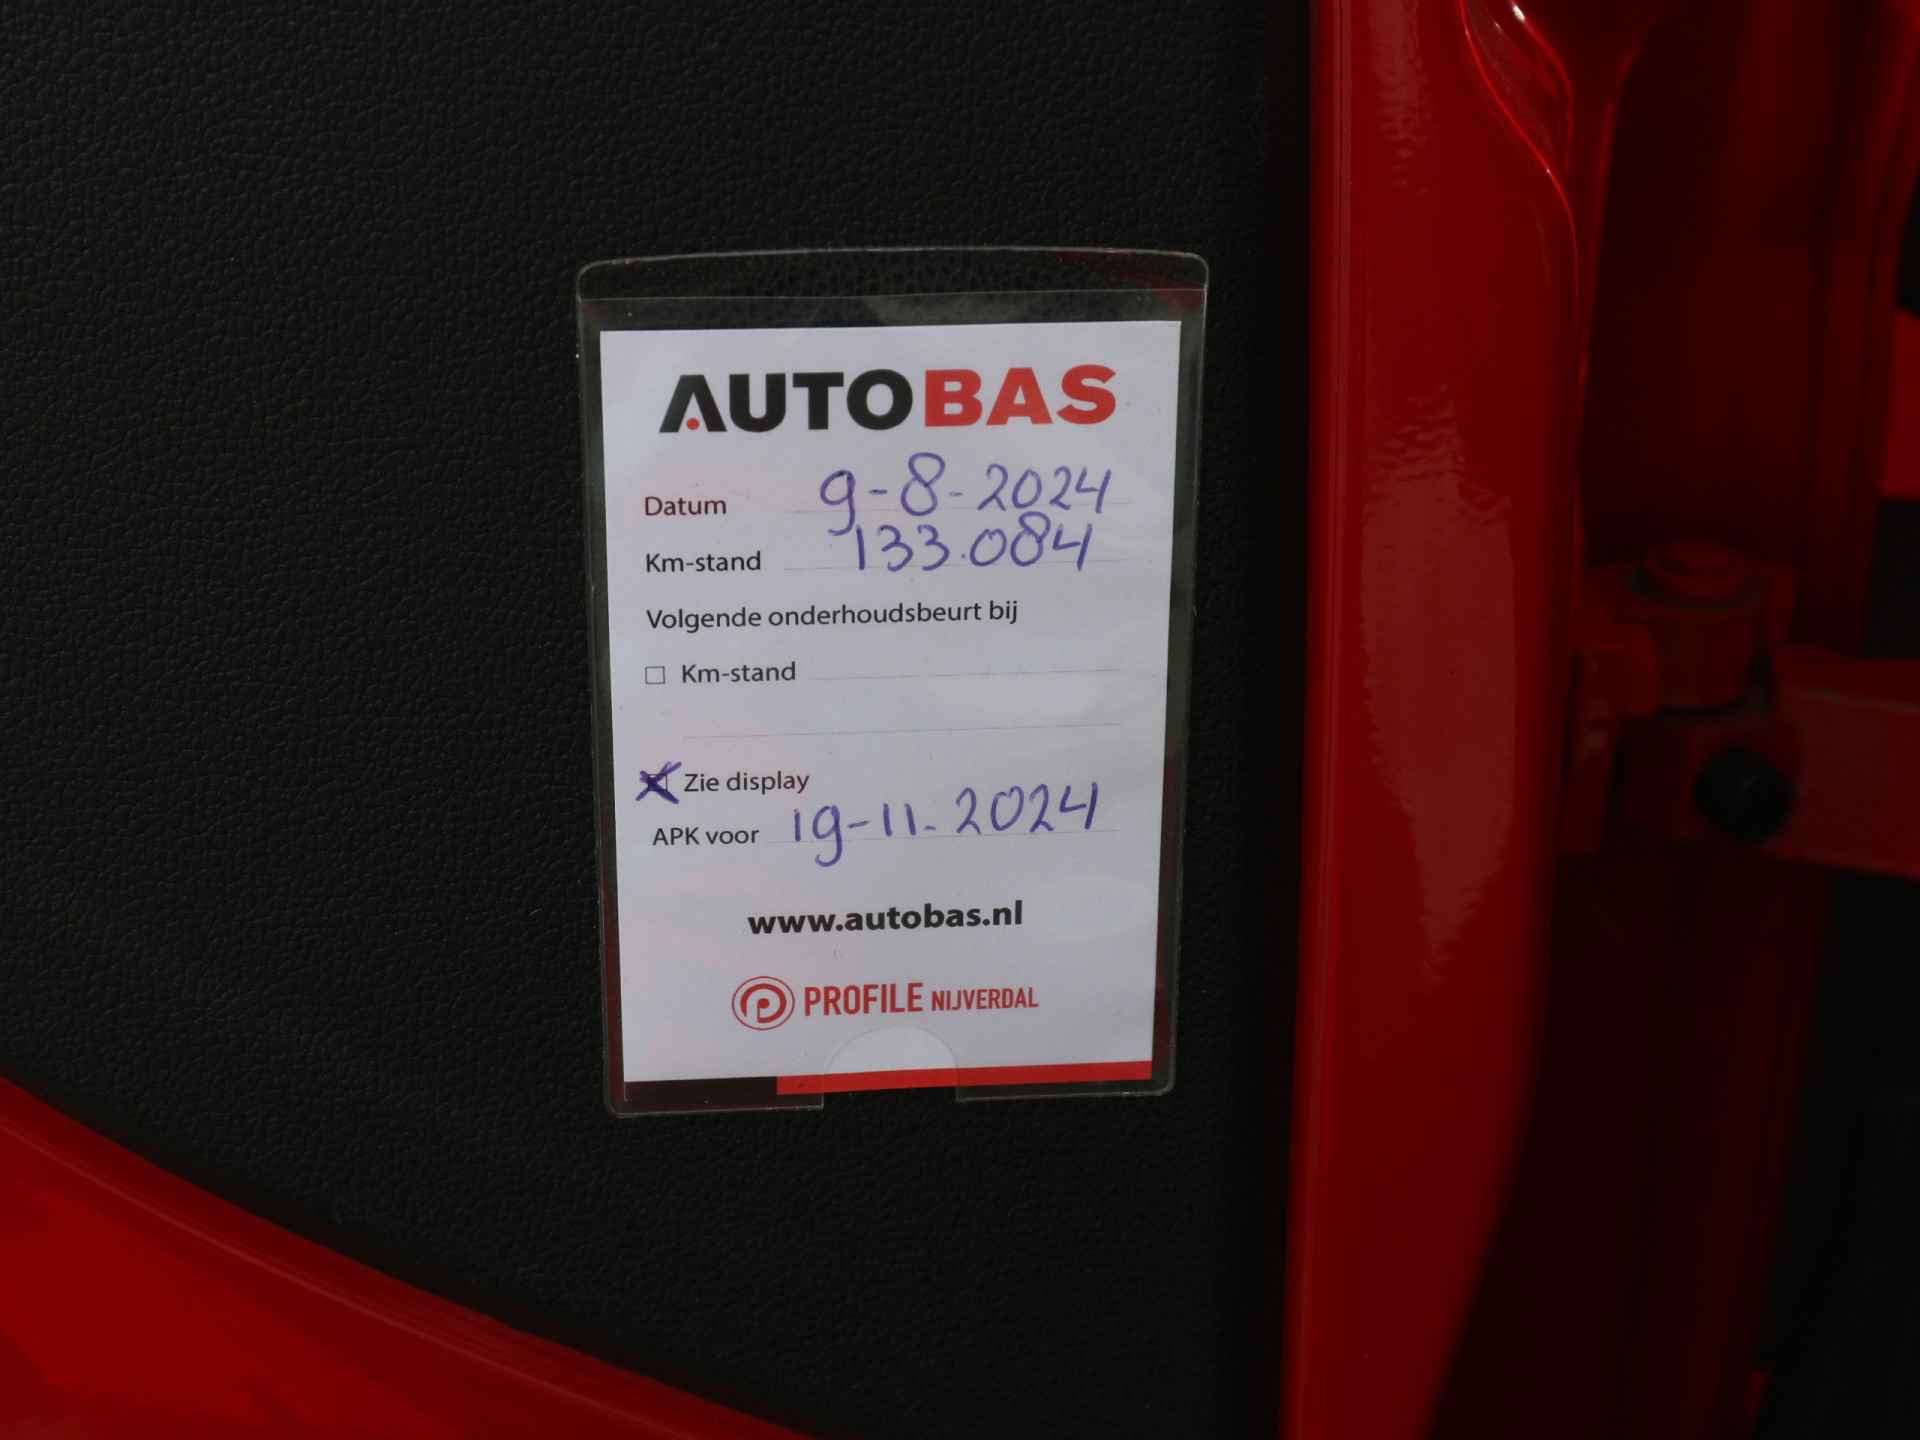 AUTOBAS
Datum 9-8-2024
Km-stand 133.084
Volgende onderhoudsbeurt bij
Km-stand
Zie display
APK voor 19-11-2024
www.autobas.nl
PROFILE NIJVERDAL